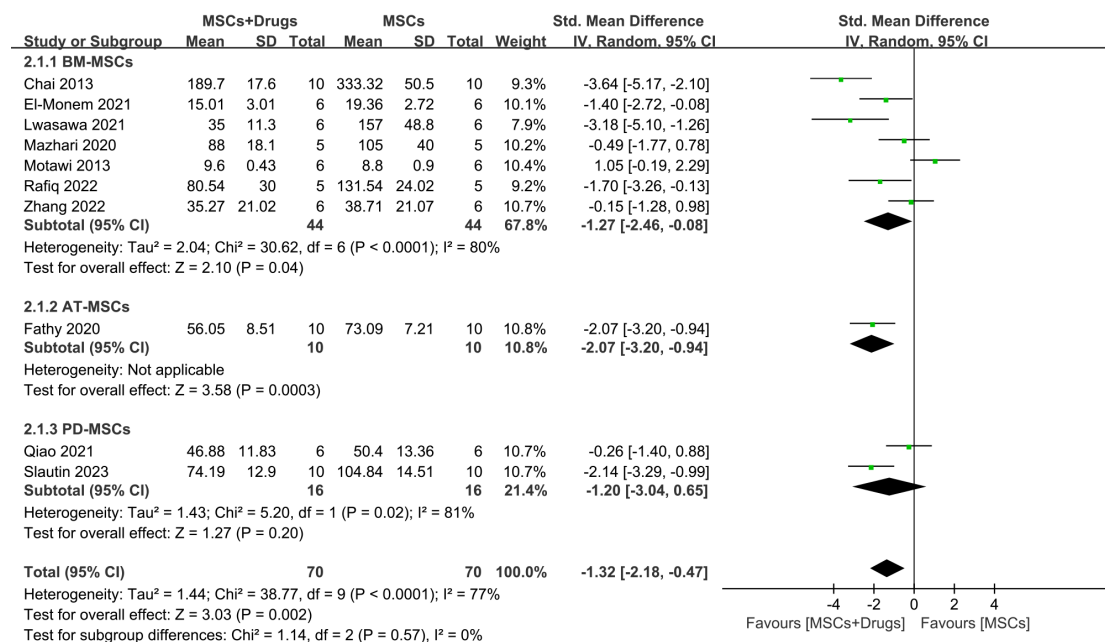 MSCs+Drugs MSCs Std. Mean Difference Std. Mean Difference
Study or Subgroup Mean SD Total Mean SD Total Weight IV, Random, 95% CI IV, Random, 95% CI
2.1.1 BM-MSCs
Chai 2013 189.7 17.6 10 333.32 50.5 10 9.3% -3.64 [-5.17, -2.10]
El-Monem 2021 15.01 3.01 6 19.36 2.72 6 10.1% -1.40 [-2.72, -0.08]
Lwasawa 2021 35 11.3 6 157 48.8 6 7.9% -3.18 [-5.10, -1.26]
Mazhari 2020 88 18.1 5 105 40 5 10.2% -0.49 [-1.77, 0.78]
Motawi 2013 9.6 0.43 6 8.8 0.9 6 10.4% 1.05 [-0.19, 2.29]
Rafiq 2022 80.54 30 5 131.54 24.02 5 9.2% -1.70 [-3.26, -0.13]
Zhang 2022 35.27 21.02 6 38.71 21.07 6 10.7% -0.15 [-1.28, 0.98]
Subtotal (95% CI) 44 44 67.8% -1.27 [-2.46, -0.08]
Heterogeneity: Tau² = 2.04; Chi² = 30.62, df = 6 (P < 0.0001); I² = 80%
Test for overall effect: Z = 2.10 (P = 0.04)
2.1.2 AT-MSCs
Fathy 2020 56.05 8.51 10 73.09 7.21 10 10.8% -2.07 [-3.20, -0.94]
Subtotal (95% CI) 10 10 10.8% -2.07 [-3.20, -0.94]
Heterogeneity: Not applicable
Test for overall effect: Z = 3.58 (P = 0.0003)
2.1.3 PD-MSCs
Qiao 2021 46.88 11.83 6 50.4 13.36 6 10.7% -0.26 [-1.40, 0.88]
Slautin 2023 74.19 12.9 10 104.84 14.51 10 10.7% -2.14 [-3.29, -0.99]
Subtotal (95% CI) 16 16 21.4% -1.20 [-3.04, 0.65]
Heterogeneity: Tau² = 1.43; Chi² = 5.20, df = 1 (P = 0.02); I² = 81%
Test for overall effect: Z = 1.27 (P = 0.20)
Total (95% CI) 70 70 100.0% -1.32 [-2.18, -0.47]
Heterogeneity: Tau² = 1.44; Chi² = 38.77, df = 9 (P < 0.0001); I² = 77%
Test for overall effect: Z = 3.03 (P = 0.002)
Test for subgroup differences: Chi² = 1.14, df = 2 (P = 0.57), I² = 0%
-4 -2 0 2 4
Favours [MSCs+Drugs] Favours [MSCs]